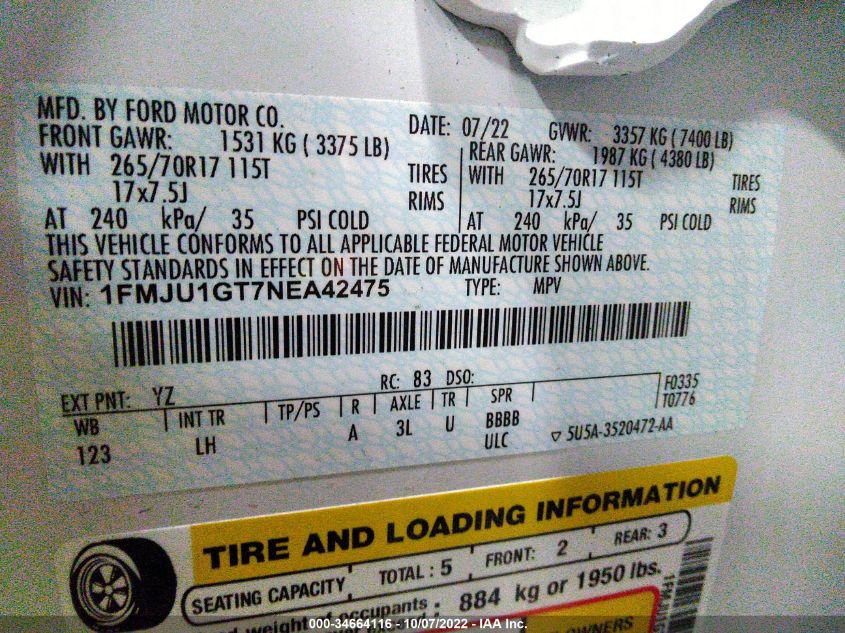 MFD. BY FORD MOTOR CO.
DATE: 07/22 GVWR: 3357 KG ( 7400 LB)
FRONT GAWR: 1531 KG ( 3375 LB)
REAR GAWR: 1987 KG ( 4380 LB)
WITH 265/70R17 115T TIRES
WITH 265/70R17 115T TIRES
17x7.5J RIMS
17x7.5J RIMS
AT 240 kPa/ 35 PSI COLD
AT 240 kPa/ 35 PSI COLD
THIS VEHICLE CONFORMS TO ALL APPLICABLE FEDERAL MOTOR VEHICLE
SAFETY STANDARDS IN EFFECT ON THE DATE OF MANUFACTURE SHOWN ABOVE.
VIN: 1FMJU1GT7NEA42475 TYPE: MPV
EXT PNT: YZ RC: 83 DSO: F0335
WB INT TR TP/PS R AXLE TR SPR T0776
123 LH A 3L U BBBB
ULC 5U5A-3520472-AA
TIRE AND LOADING INFORMATION
SEATING CAPACITY TOTAL : 5 FRONT: 2 REAR: 3
weighted occupants : 884 kg or 1950 lbs.
OWNERS
000-34664116 - 10/07/2022 - IAA Inc.